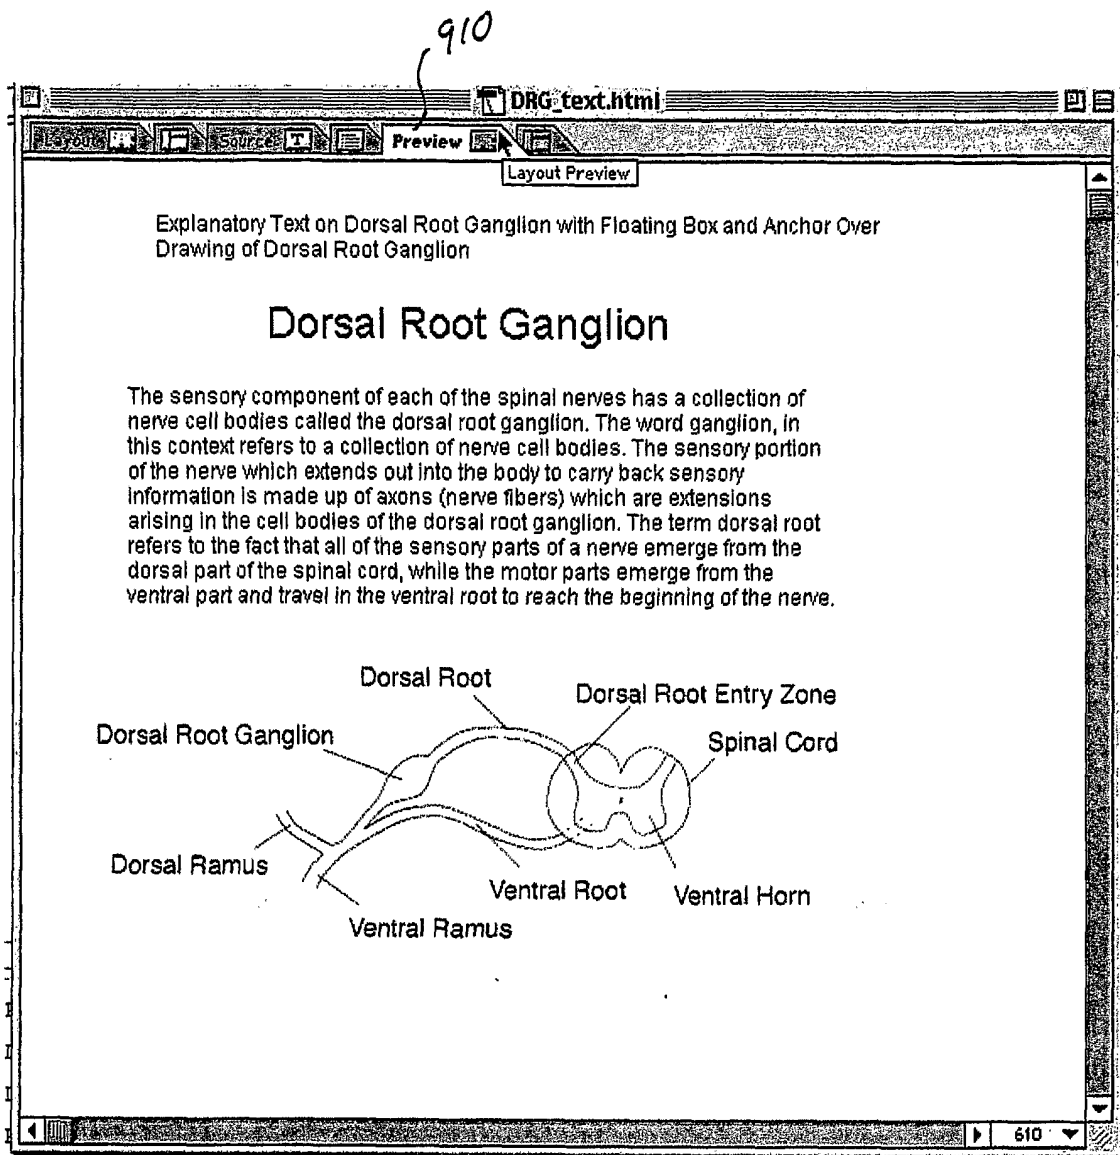 910
DRG_text.html
Layout
Source
Preview
Layout Preview
Explanatory Text on Dorsal Root Ganglion with Floating Box and Anchor Over
Drawing of Dorsal Root Ganglion
Dorsal Root Ganglion
The sensory component of each of the spinal nerves has a collection of
nerve cell bodies called the dorsal root ganglion. The word ganglion, in
this context refers to a collection of nerve cell bodies. The sensory portion
of the nerve which extends out into the body to carry back sensory
information is made up of axons (nerve fibers) which are extensions
arising in the cell bodies of the dorsal root ganglion. The term dorsal root
refers to the fact that all of the sensory parts of a nerve emerge from the
dorsal part of the spinal cord, while the motor parts emerge from the
ventral part and travel in the ventral root to reach the beginning of the nerve.
Dorsal Root
Dorsal Root Entry Zone
Dorsal Root Ganglion
Spinal Cord
Dorsal Ramus
Ventral Root
Ventral Horn
Ventral Ramus
610